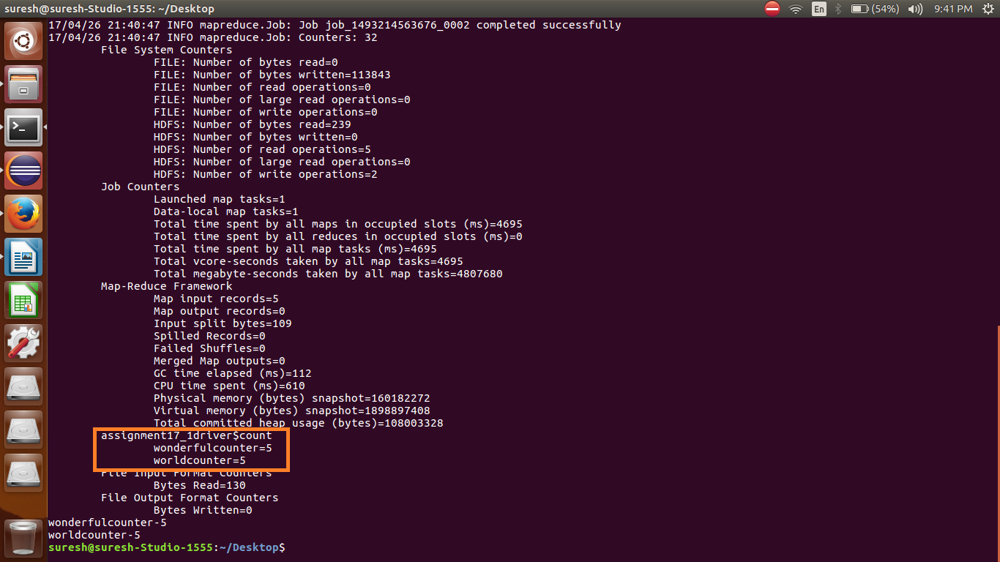 suresh@suresh-Studio-1555: ~/Desktop
En
(54%)
9:41 PM
17/04/26 21:40:47 INFO mapreduce.Job: Job job_1493214563676_0002 completed successfully
17/04/26 21:40:47 INFO mapreduce.Job: Counters: 32
File System Counters
FILE: Number of bytes read=0
FILE: Number of bytes written=113843
FILE: Number of read operations=0
FILE: Number of large read operations=0
FILE: Number of write operations=0
HDFS: Number of bytes read=239
HDFS: Number of bytes written=0
HDFS: Number of read operations=5
HDFS: Number of large read operations=0
HDFS: Number of write operations=2
Job Counters
Launched map tasks=1
Data-local map tasks=1
Total time spent by all maps in occupied slots (ms)=4695
Total time spent by all reduces in occupied slots (ms)=0
Total time spent by all map tasks (ms)=4695
Total vcore-seconds taken by all map tasks=4695
Total megabyte-seconds taken by all map tasks=4807680
Map-Reduce Framework
Map input records=5
Map output records=0
Input split bytes=109
Spilled Records=0
Failed Shuffles=0
Merged Map outputs=0
GC time elapsed (ms)=112
CPU time spent (ms)=610
Physical memory (bytes) snapshot=160182272
Virtual memory (bytes) snapshot=1898897408
Total committed heap usage (bytes)=108003328
assignment17_1driver$count
wonderfulcounter=5
worldcounter=5
File Input Format Counters
Bytes Read=130
File Output Format Counters
Bytes Written=0
wonderfulcounter-5
worldcounter-5
suresh@suresh-Studio-1555:~/Desktop$